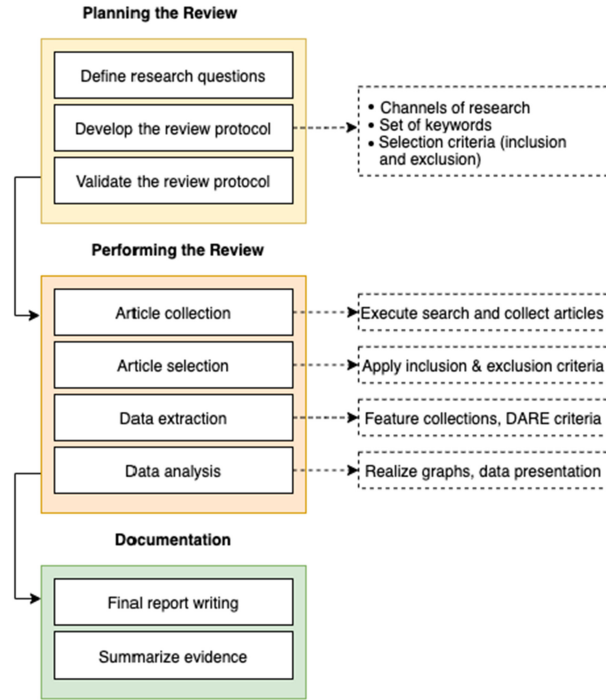 Planning the Review
Define research questions
Develop the review protocol
Validate the review protocol
• Channels of research
• Set of keywords
• Selection criteria (inclusion
and exclusion)
Performing the Review
Article collection
Execute search and collect articles
Article selection
Apply inclusion & exclusion criteria
Data extraction
Feature collections, DARE criteria
Data analysis
Realize graphs, data presentation
Documentation
Final report writing
Summarize evidence